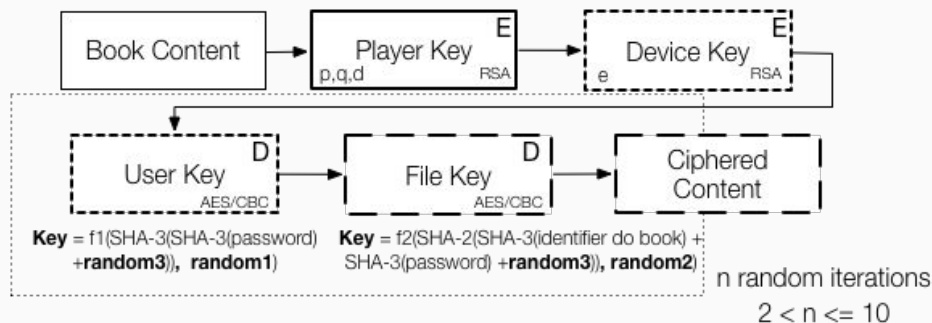 Book Content
E
Player Key
p,q,d
RSA
E
Device Key
e
RSA
D
User Key
AES/CBC
D
File Key
AES/CBC
Ciphered
Content
Key = f1(SHA-3(SHA-3(password)
+random3)), random1)
Key = f2(SHA-2(SHA-3(identifier do book) +
SHA-3(password) +random3)), random2)
n random iterations
2 < n <= 10